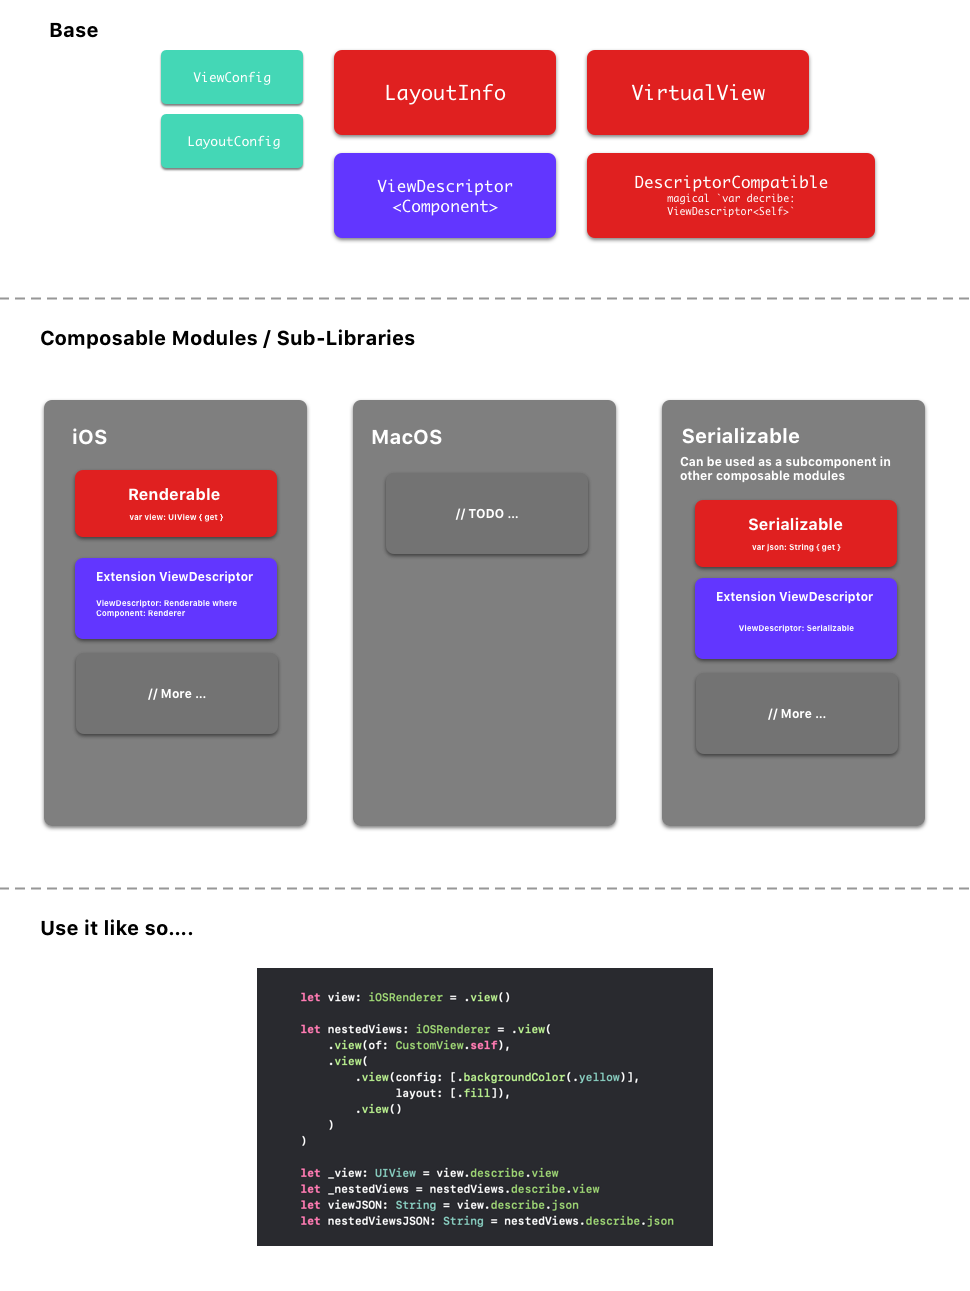 Base
ViewConfig
LayoutConfig
LayoutInfo
VirtualView
ViewDescriptor
<Component>
DescriptorCompatible
magical `var decribe:
ViewDescriptor<Self>`
Composable Modules / Sub-Libraries
iOS
Renderable
var view: UIView { get }
Extension ViewDescriptor
ViewDescriptor: Renderable where
Component: Renderer
// More ...
MacOS
// TODO ...
Serializable
Can be used as a subcomponent in
other composable modules
Serializable
var json: String { get }
Extension ViewDescriptor
ViewDescriptor: Serializable
// More ...
Use it like so....
let view: iOSRenderer = .view()
let nestedViews: iOSRenderer = .view(
    .view(of: CustomView.self),
    .view(
        .view(config: [.backgroundColor(.yellow)],
              layout: [.fill]),
        .view()
    )
)
let _view: UIView = view.describe.view
let _nestedViews = nestedViews.describe.view
let viewJSON: String = view.describe.json
let nestedViewsJSON: String = nestedViews.describe.json